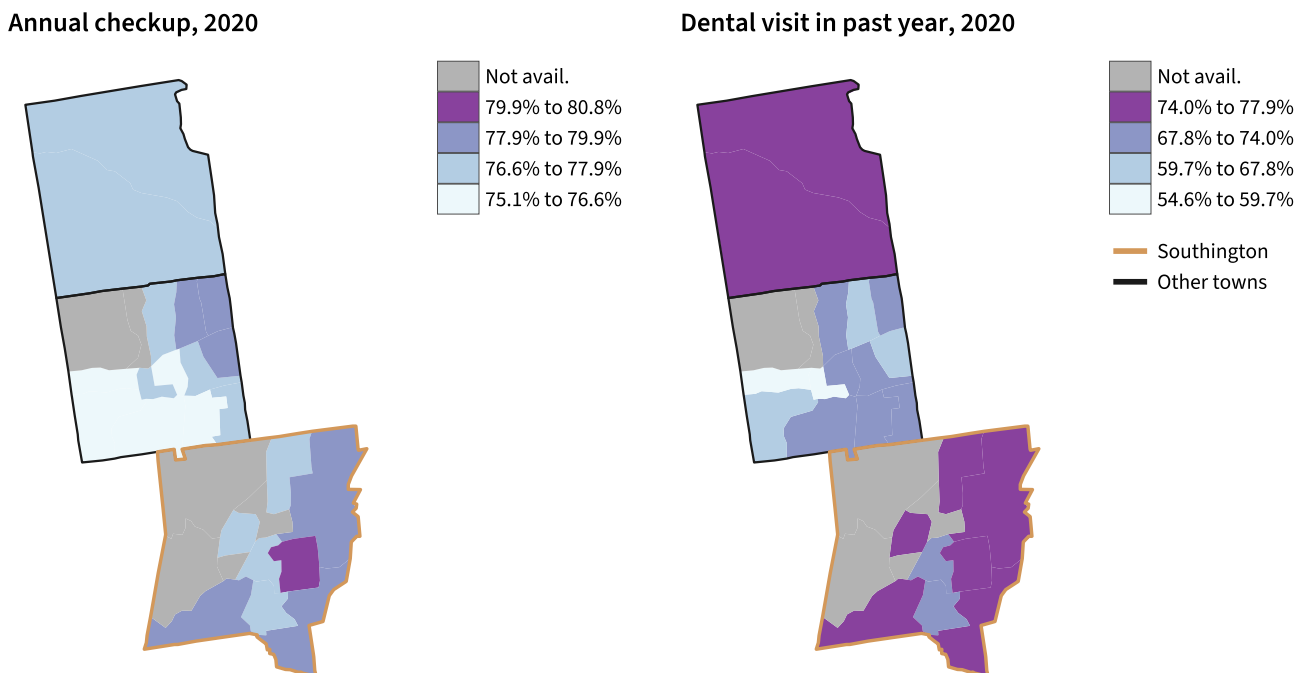 Annual checkup, 2020
Not avail.
79.9% to 80.8%
77.9% to 79.9%
76.6% to 77.9%
75.1% to 76.6%
Dental visit in past year, 2020
Not avail.
74.0% to 77.9%
67.8% to 74.0%
59.7% to 67.8%
54.6% to 59.7%
Southington
Other towns